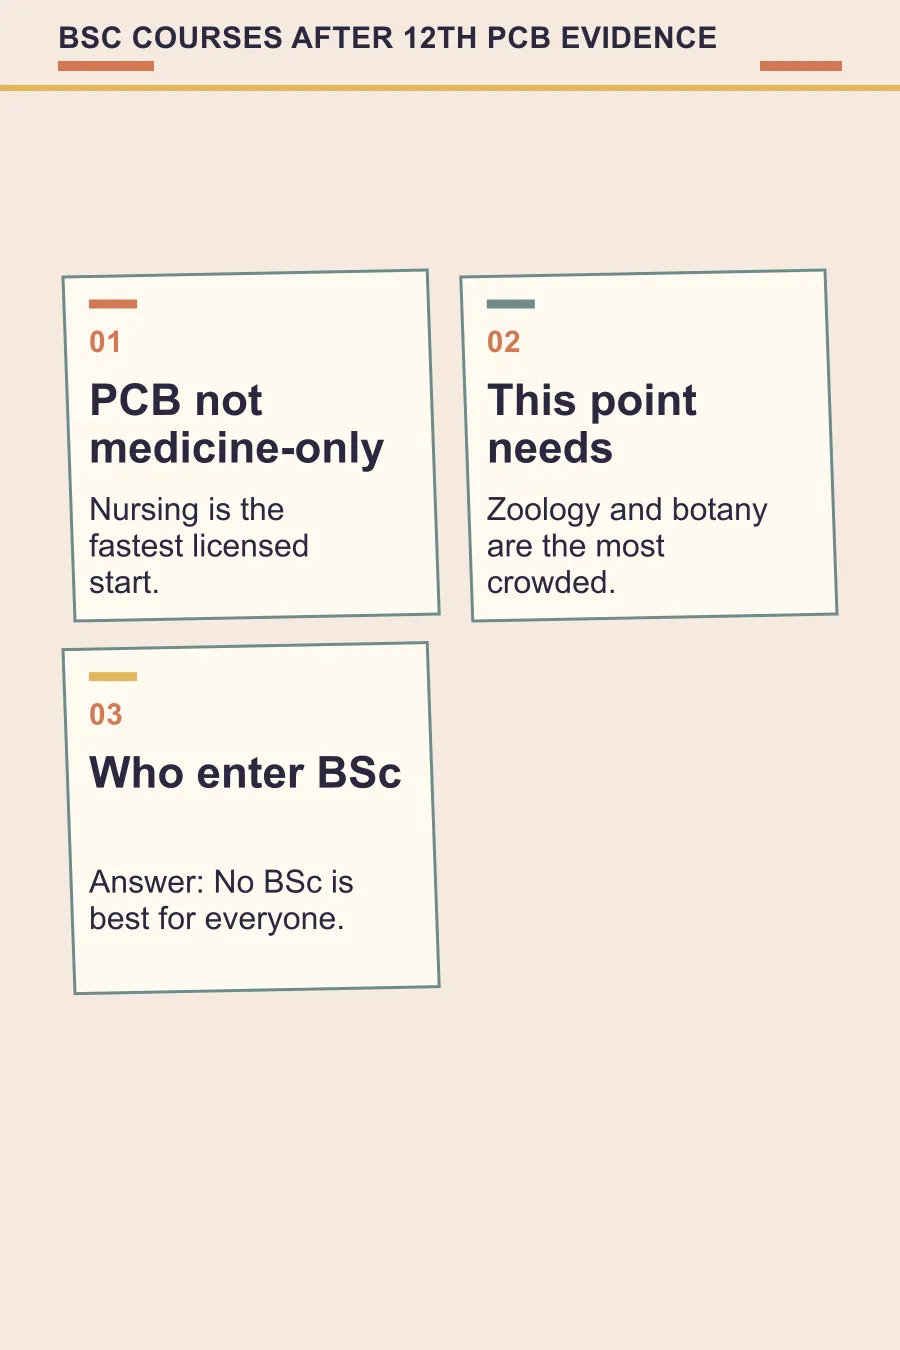 BSC COURSES AFTER 12TH PCB EVIDENCE
01
PCB not
medicine-only
Nursing is the
fastest licensed
start.
02
This point
needs
Zoology and botany
are the most
crowded.
03
Who enter BSc
Answer: No BSc is
best for everyone.